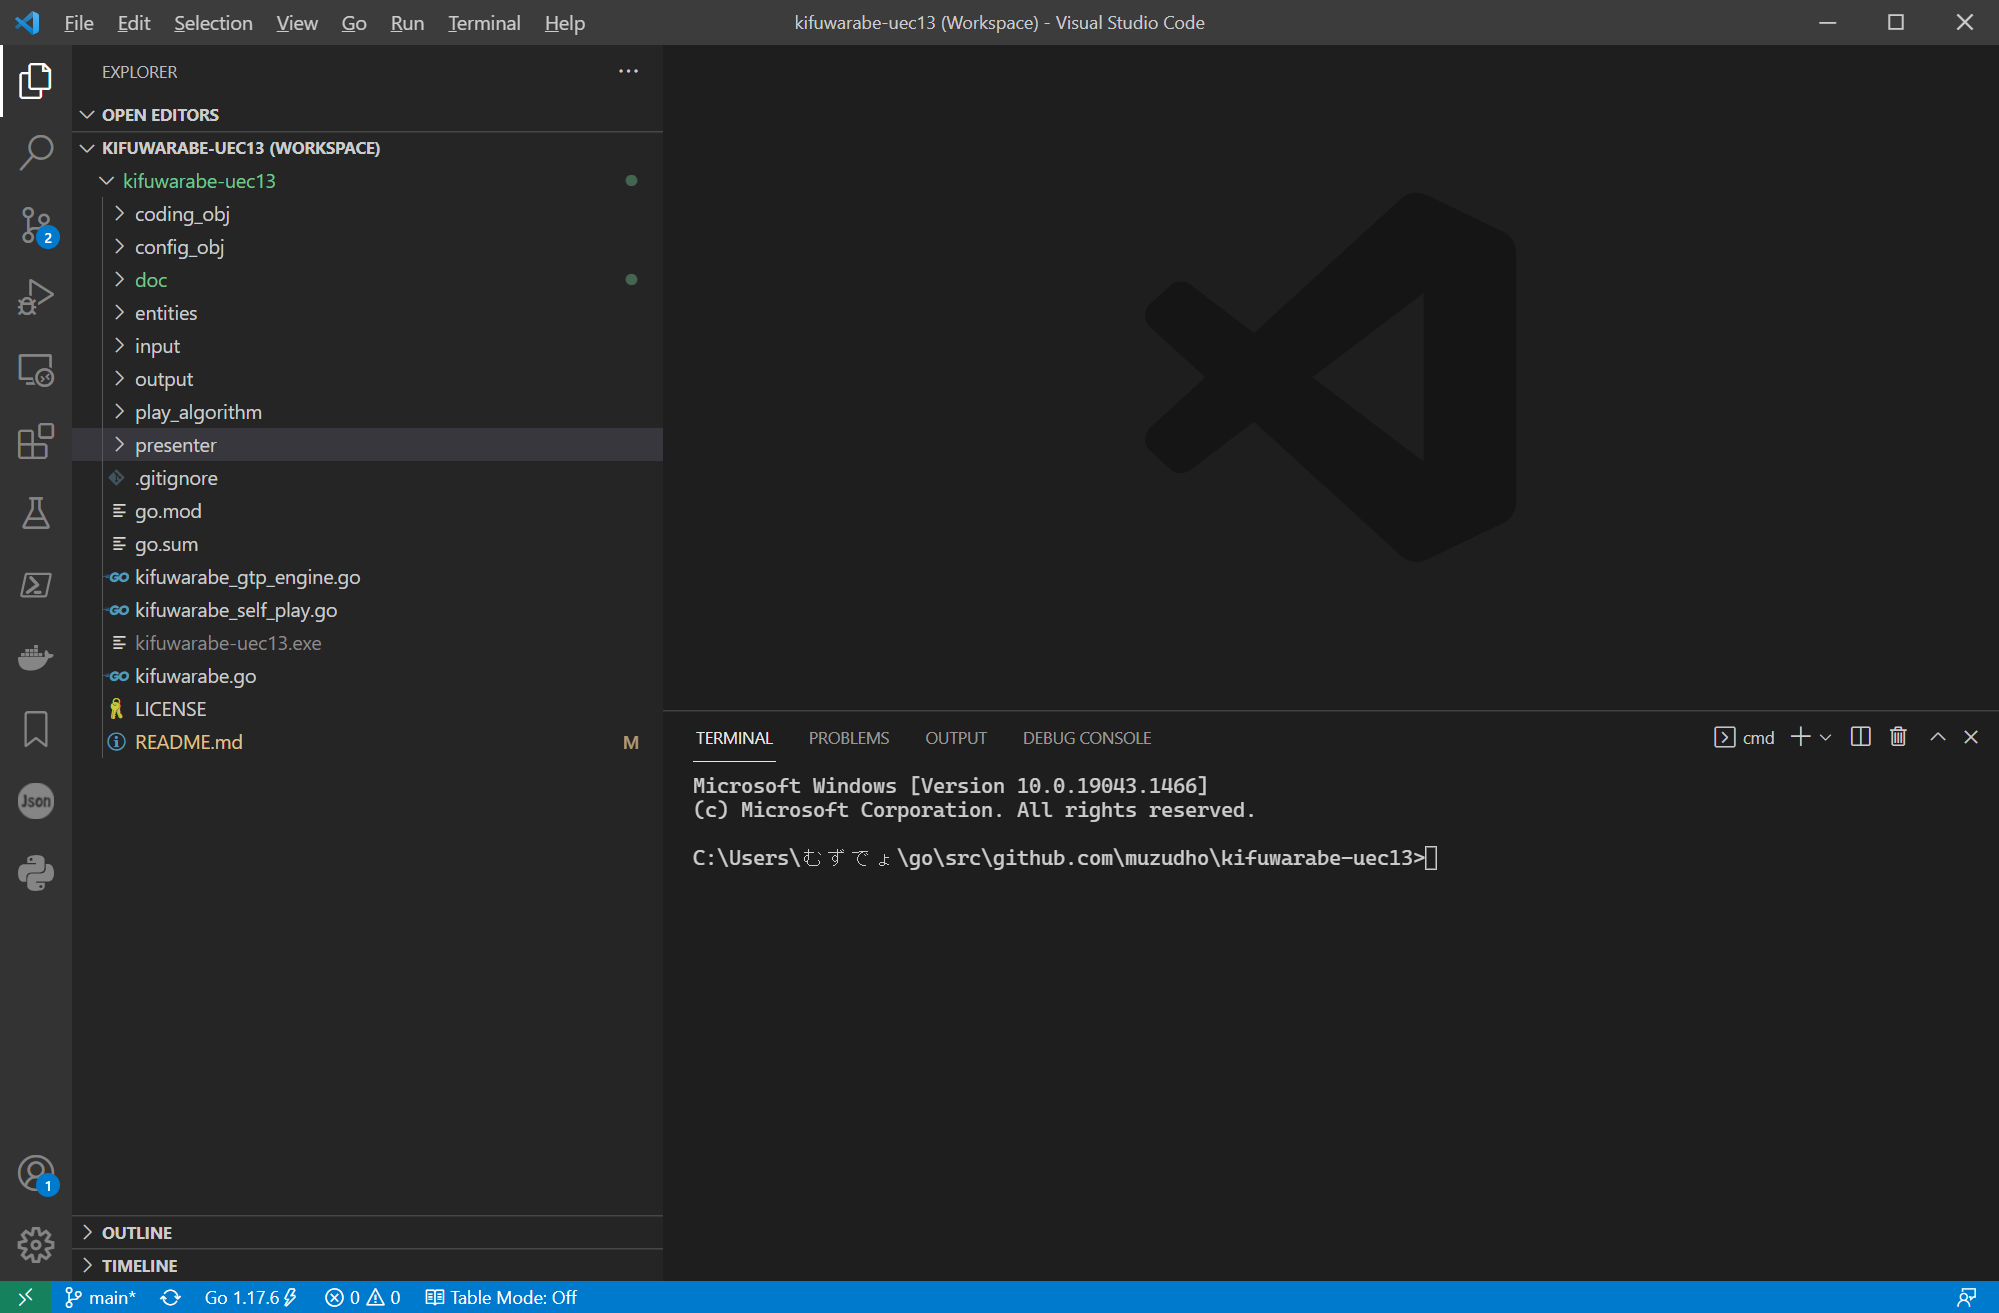 File Edit Selection View Go Run Terminal Help
kifuwarabe-uec13 (Workspace) - Visual Studio Code
EXPLORER
OPEN EDITORS
KIFUWARABE-UEC13 (WORKSPACE)
kifuwarabe-uec13
coding_obj
config_obj
2
doc
entities
input
output
play_algorithm
presenter
.gitignore
go.mod
go.sum
GO kifuwarabe_gtp_engine.go
GO kifuwarabe_self_play.go
kifuwarabe-uec13.exe
GO kifuwarabe.go
LICENSE
README.md M
Json
1
OUTLINE
TIMELINE
TERMINAL PROBLEMS OUTPUT DEBUG CONSOLE cmd
Microsoft Windows [Version 10.0.19043.1466]
(c) Microsoft Corporation. All rights reserved.
C:\Users\むずでょ\go\src\github.com\muzudho\kifuwarabe-uec13>
main* Go 1.17.6 0 0 Table Mode: Off